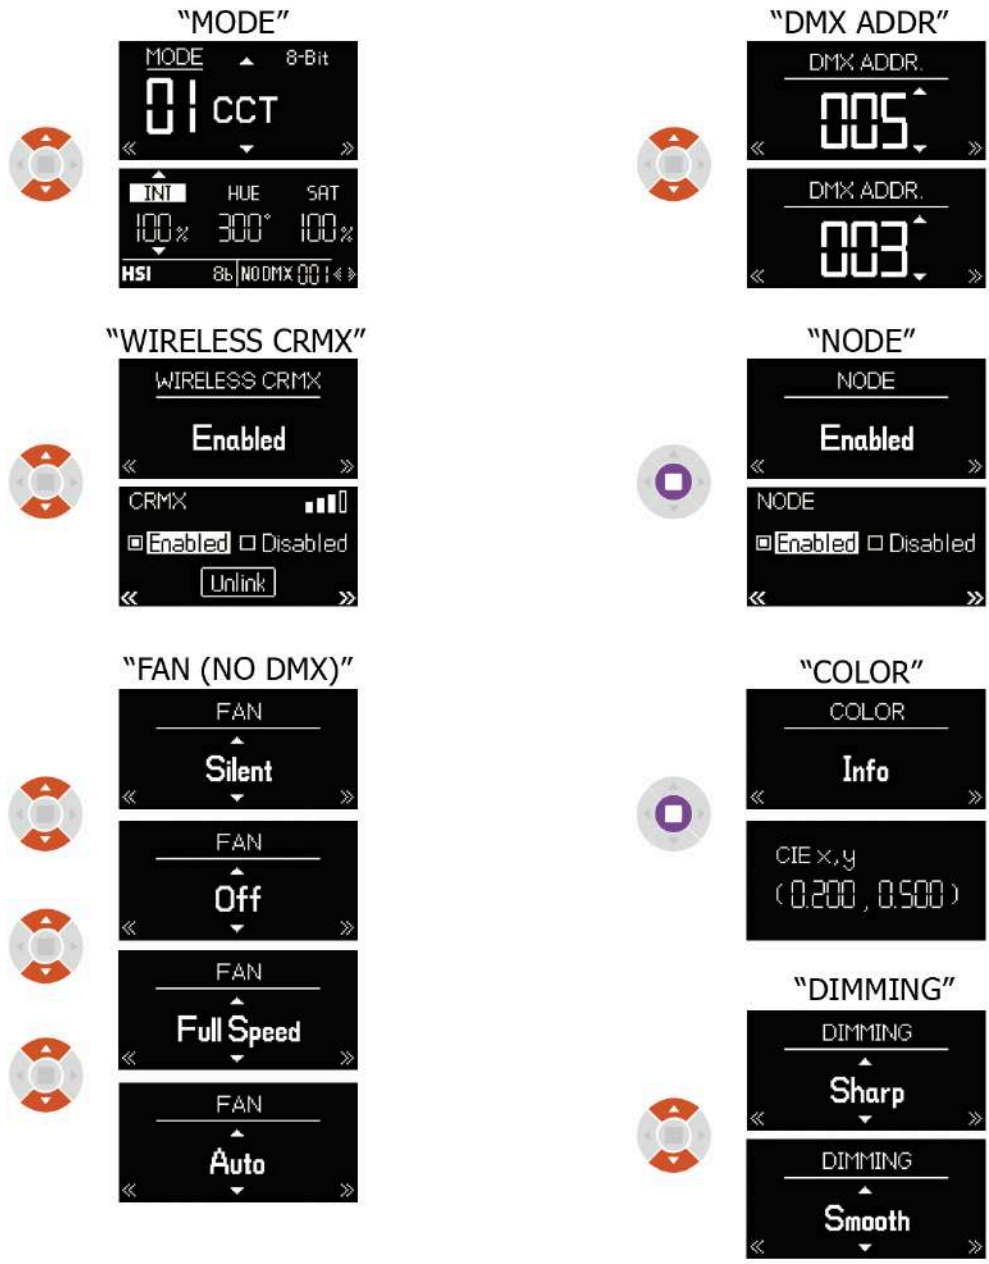 “MODE”
MODE 8-Bit
01 CCT
« »
INT HUE SAT
100% 300° 100%
HSI 8b NODMX 001 « »
“WIRELESS CRMX”
WIRELESS CRMX
Enabled
« »
CRMX
Enabled Disabled
Unlink
« »
“FAN (NO DMX)”
FAN
Silent
« »
FAN
Off
« »
FAN
Full Speed
« »
FAN
Auto
« »
“DMX ADDR”
DMX ADDR.
005
« »
DMX ADDR.
003
« »
“NODE”
NODE
Enabled
« »
NODE
Enabled Disabled
« »
“COLOR”
COLOR
Info
« »
CIE x,y
( 0.200 , 0.500 )
“DIMMING”
DIMMING
Sharp
« »
DIMMING
Smooth
« »